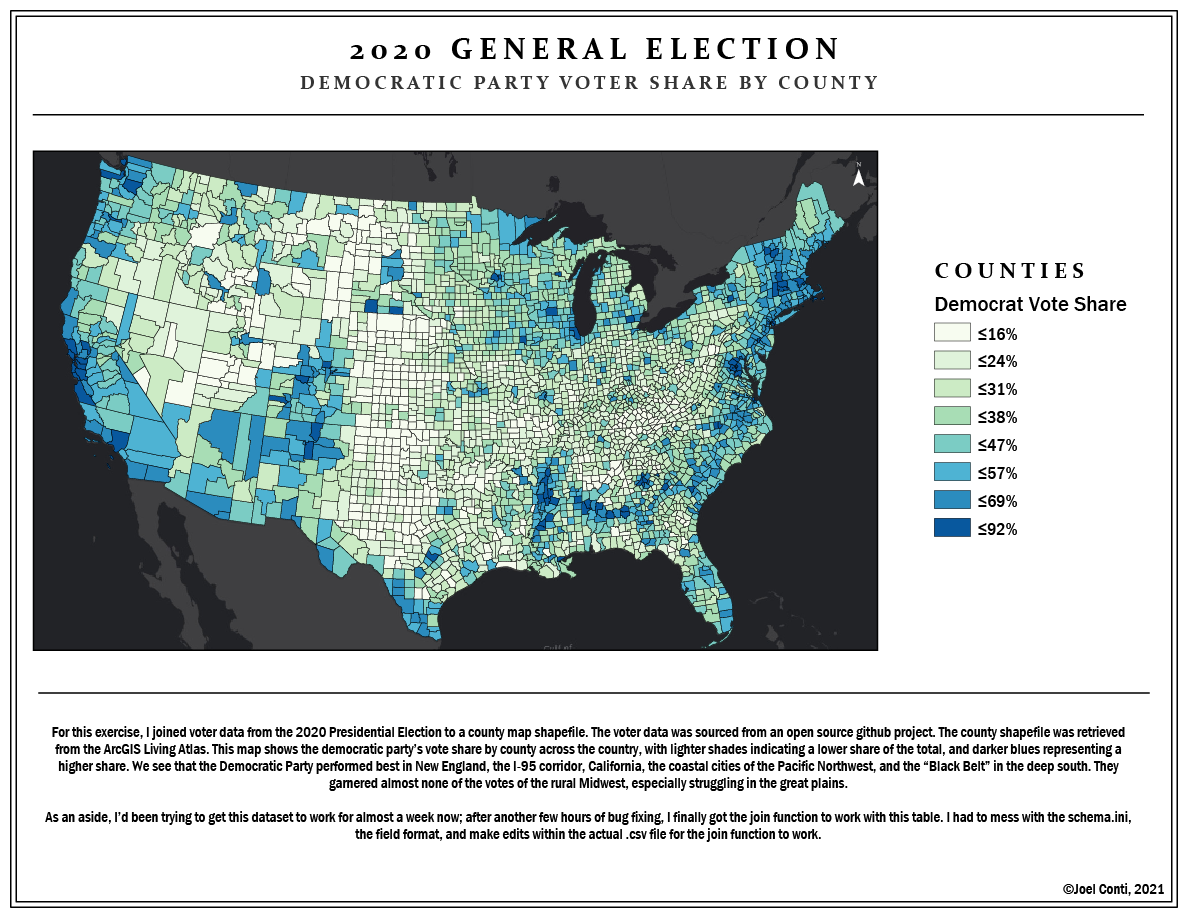 2020 GENERAL ELECTION
DEMOCRATIC PARTY VOTER SHARE BY COUNTY
N
COUNTIES
Democrat Vote Share
≤16%
≤24%
≤31%
≤38%
≤47%
≤57%
≤69%
≤92%
For this exercise, I joined voter data from the 2020 Presidential Election to a county map shapefile. The voter data was sourced from an open source github project. The county shapefile was retrieved
from the ArcGIS Living Atlas. This map shows the democratic party's vote share by county across the country, with lighter shades indicating a lower share of the total, and darker blues representing a
higher share. We see that the Democratic Party performed best in New England, the I-95 corridor, California, the coastal cities of the Pacific Northwest, and the “Black Belt” in the deep south. They
garnered almost none of the votes of the rural Midwest, especially struggling in the great plains.
As an aside, I'd been trying to get this dataset to work for almost a week now; after another few hours of bug fixing, I finally got the join function to work with this table. I had to mess with the schema.ini,
the field format, and make edits within the actual .csv file for the join function to work.
©Joel Conti, 2021